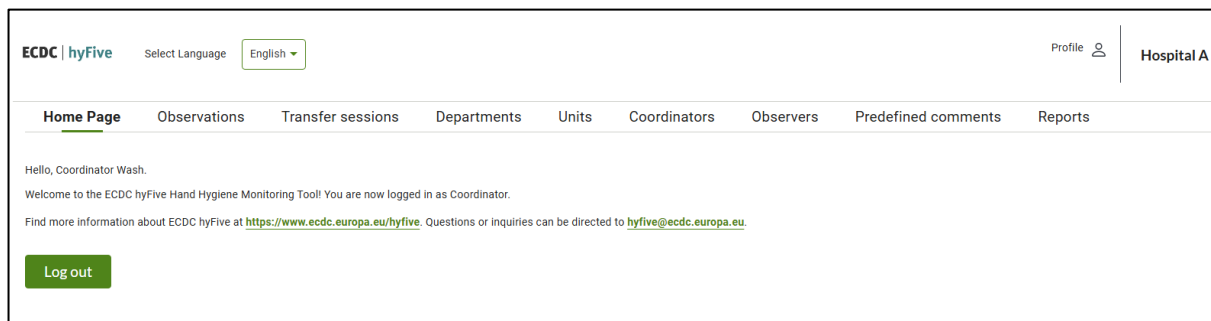 ECDC | hyFive Select Language English Profile Hospital A
Home Page Observations Transfer sessions Departments Units Coordinators Observers Predefined comments Reports
Hello, Coordinator Wash.
Welcome to the ECDC hyFive Hand Hygiene Monitoring Tool! You are now logged in as Coordinator.
Find more information about ECDC hyFive at https://www.ecdc.europa.eu/hyfive. Questions or inquiries can be directed to hyfive@ecdc.europa.eu.
Log out